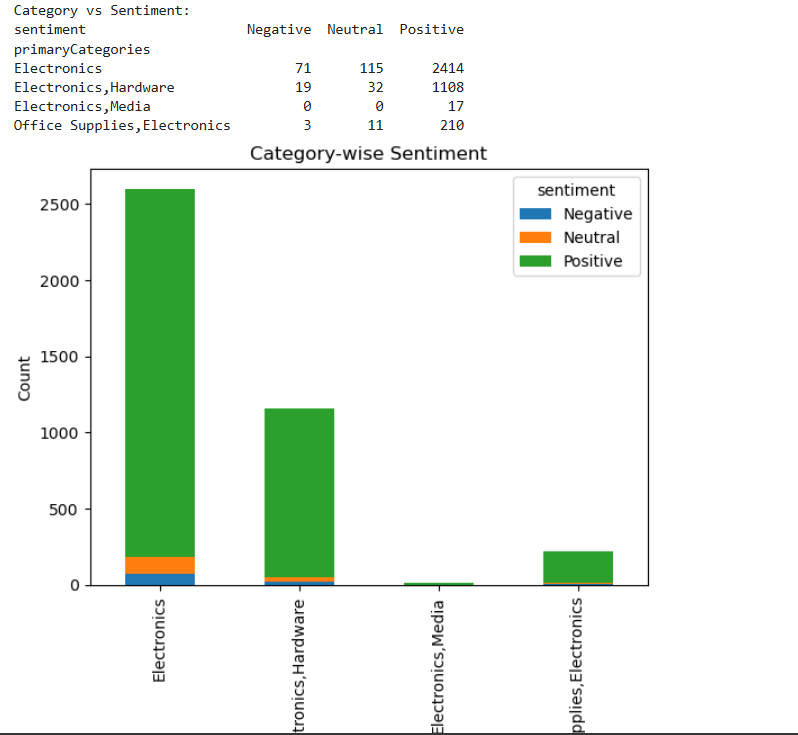 Category vs Sentiment:
sentiment Negative Neutral Positive
primaryCategories
Electronics 71 115 2414
Electronics,Hardware 19 32 1108
Electronics,Media 0 0 17
Office Supplies,Electronics 3 11 210
Category-wise Sentiment
sentiment
Negative
Neutral
Positive
2500
2000
1500
1000
500
0
Count
Electronics
tronics,Hardware
Electronics,Media
pplies,Electronics